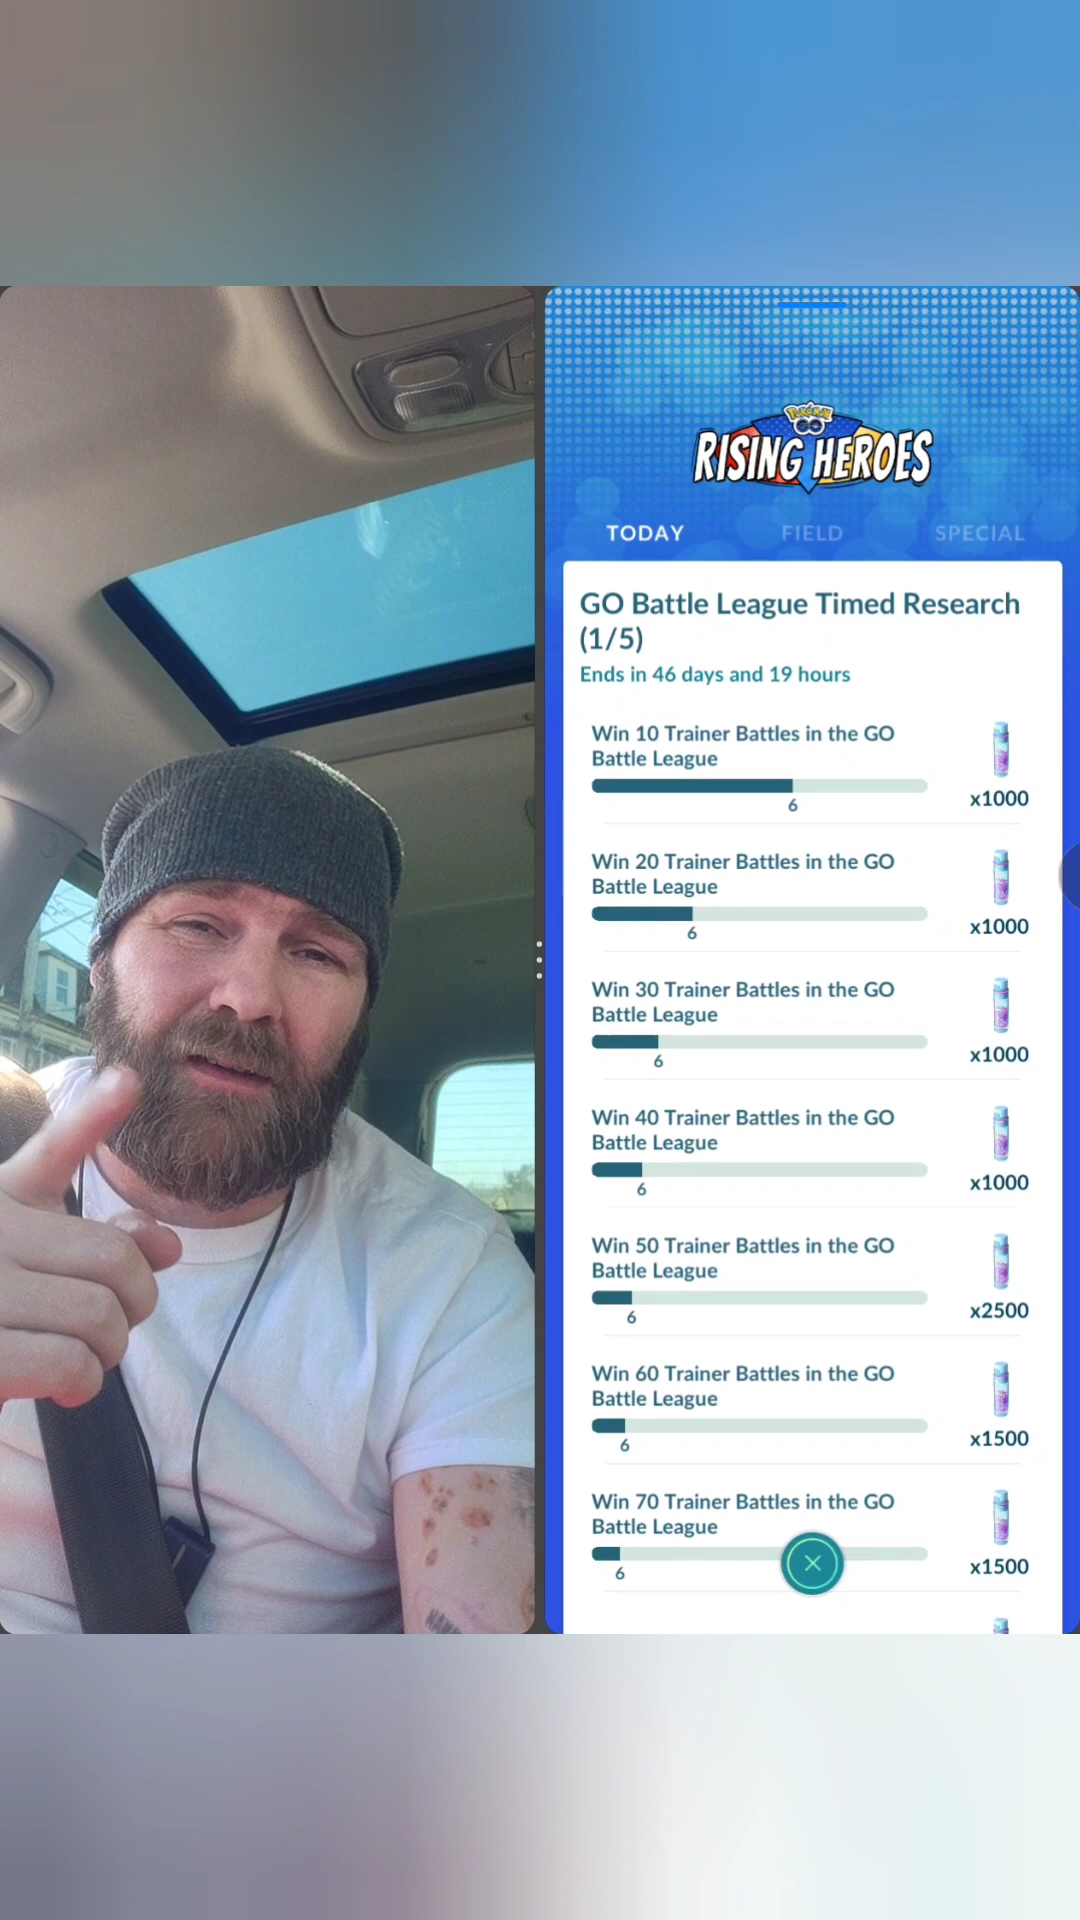 POKéMON
GO
RISING HEROES
TODAY
FIELD
SPECIAL
GO Battle League Timed Research
(1/5)
Ends in 46 days and 19 hours
Win 10 Trainer Battles in the GO
Battle League
6
x1000
Win 20 Trainer Battles in the GO
Battle League
6
x1000
Win 30 Trainer Battles in the GO
Battle League
6
x1000
Win 40 Trainer Battles in the GO
Battle League
6
x1000
Win 50 Trainer Battles in the GO
Battle League
6
x2500
Win 60 Trainer Battles in the GO
Battle League
6
x1500
Win 70 Trainer Battles in the GO
Battle League
6
x1500